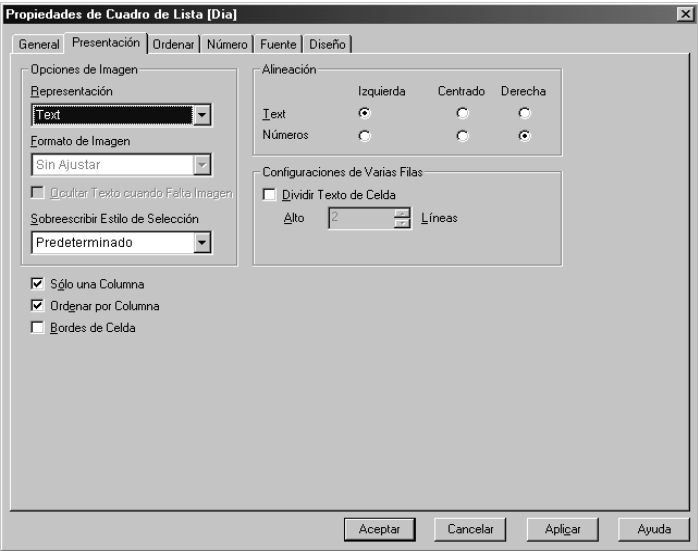 Propiedades de Cuadro de Lista [Dia]
General Presentación Ordenar Número Fuente Diseño
Opciones de Imagen
Representación
Text
Formato de Imagen
Sin Ajustar
Ocultar Texto cuando Falta Imagen
Sobreescribir Estilo de Selección
Predeterminado
Alineación
Izquierda Centrado Derecha
Text
Números
Configuraciones de Varias Filas
Dividir Texto de Celda
Alto 2 Líneas
Sólo una Columna
Ordenar por Columna
Bordes de Celda
Aceptar Cancelar Aplicar Ayuda